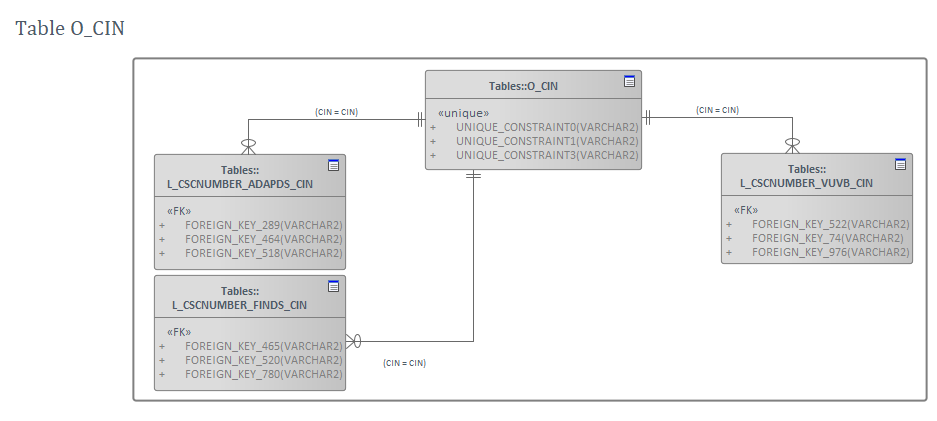 Table O_CIN
Tables::O_CIN
«unique»
+ UNIQUE_CONSTRAINT0(VARCHAR2)
+ UNIQUE_CONSTRAINT1(VARCHAR2)
+ UNIQUE_CONSTRAINT3(VARCHAR2)
(CIN = CIN)
(CIN = CIN)
Tables::
L_CSCNUMBER_ADAPDS_CIN
«FK»
+ FOREIGN_KEY_289(VARCHAR2)
+ FOREIGN_KEY_464(VARCHAR2)
+ FOREIGN_KEY_518(VARCHAR2)
Tables::
L_CSCNUMBER_VUVB_CIN
«FK»
+ FOREIGN_KEY_522(VARCHAR2)
+ FOREIGN_KEY_74(VARCHAR2)
+ FOREIGN_KEY_976(VARCHAR2)
Tables::
L_CSCNUMBER_FINDS_CIN
«FK»
+ FOREIGN_KEY_465(VARCHAR2)
+ FOREIGN_KEY_520(VARCHAR2)
+ FOREIGN_KEY_780(VARCHAR2)
(CIN = CIN)